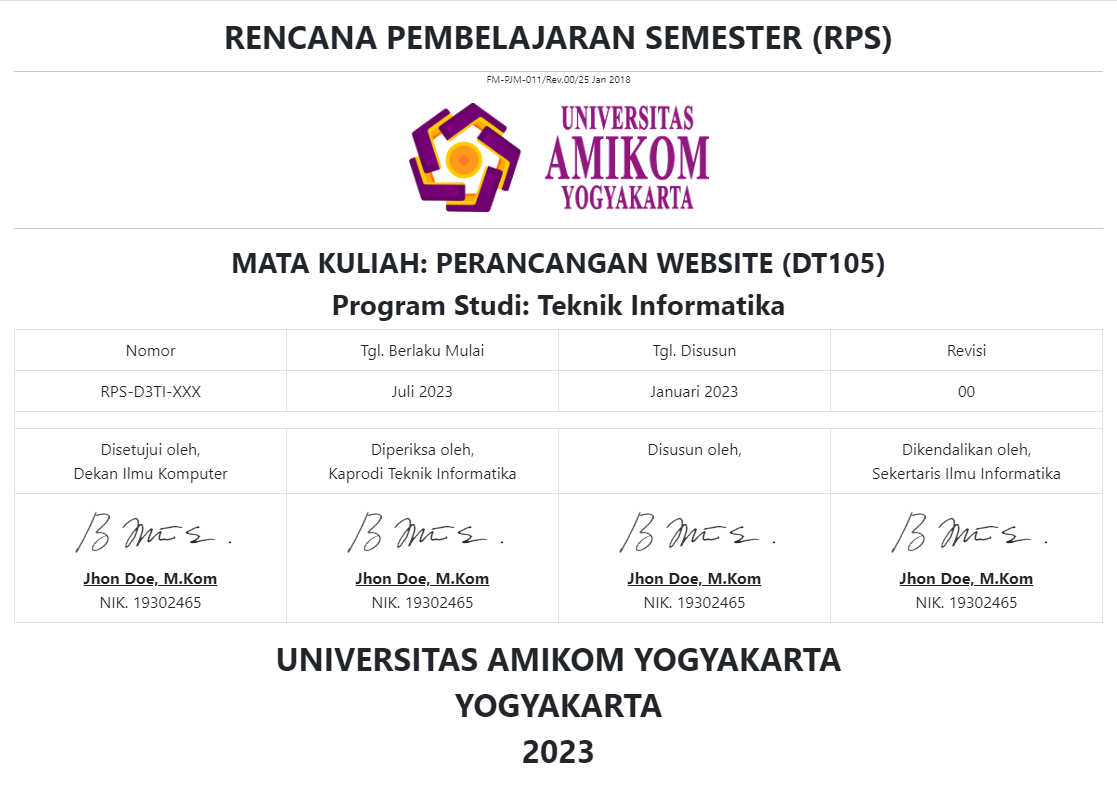 RENCANA PEMBELAJARAN SEMESTER (RPS)
FM-PJM-011/Rev.00/25 Jan 2018
UNIVERSITAS
AMIKOM
YOGYAKARTA
MATA KULIAH: PERANCANGAN WEBSITE (DT105)
Program Studi: Teknik Informatika
Nomor Tgl. Berlaku Mulai Tgl. Disusun Revisi
RPS-D3TI-XXX Juli 2023 Januari 2023 00
Disetujui oleh, Diperiksa oleh, Disusun oleh, Dikendalikan oleh,
Dekan Ilmu Komputer Kaprodi Teknik Informatika Sekertaris Ilmu Informatika
Jhon Doe, M.Kom Jhon Doe, M.Kom Jhon Doe, M.Kom Jhon Doe, M.Kom
NIK. 19302465 NIK. 19302465 NIK. 19302465 NIK. 19302465
UNIVERSITAS AMIKOM YOGYAKARTA
YOGYAKARTA
2023